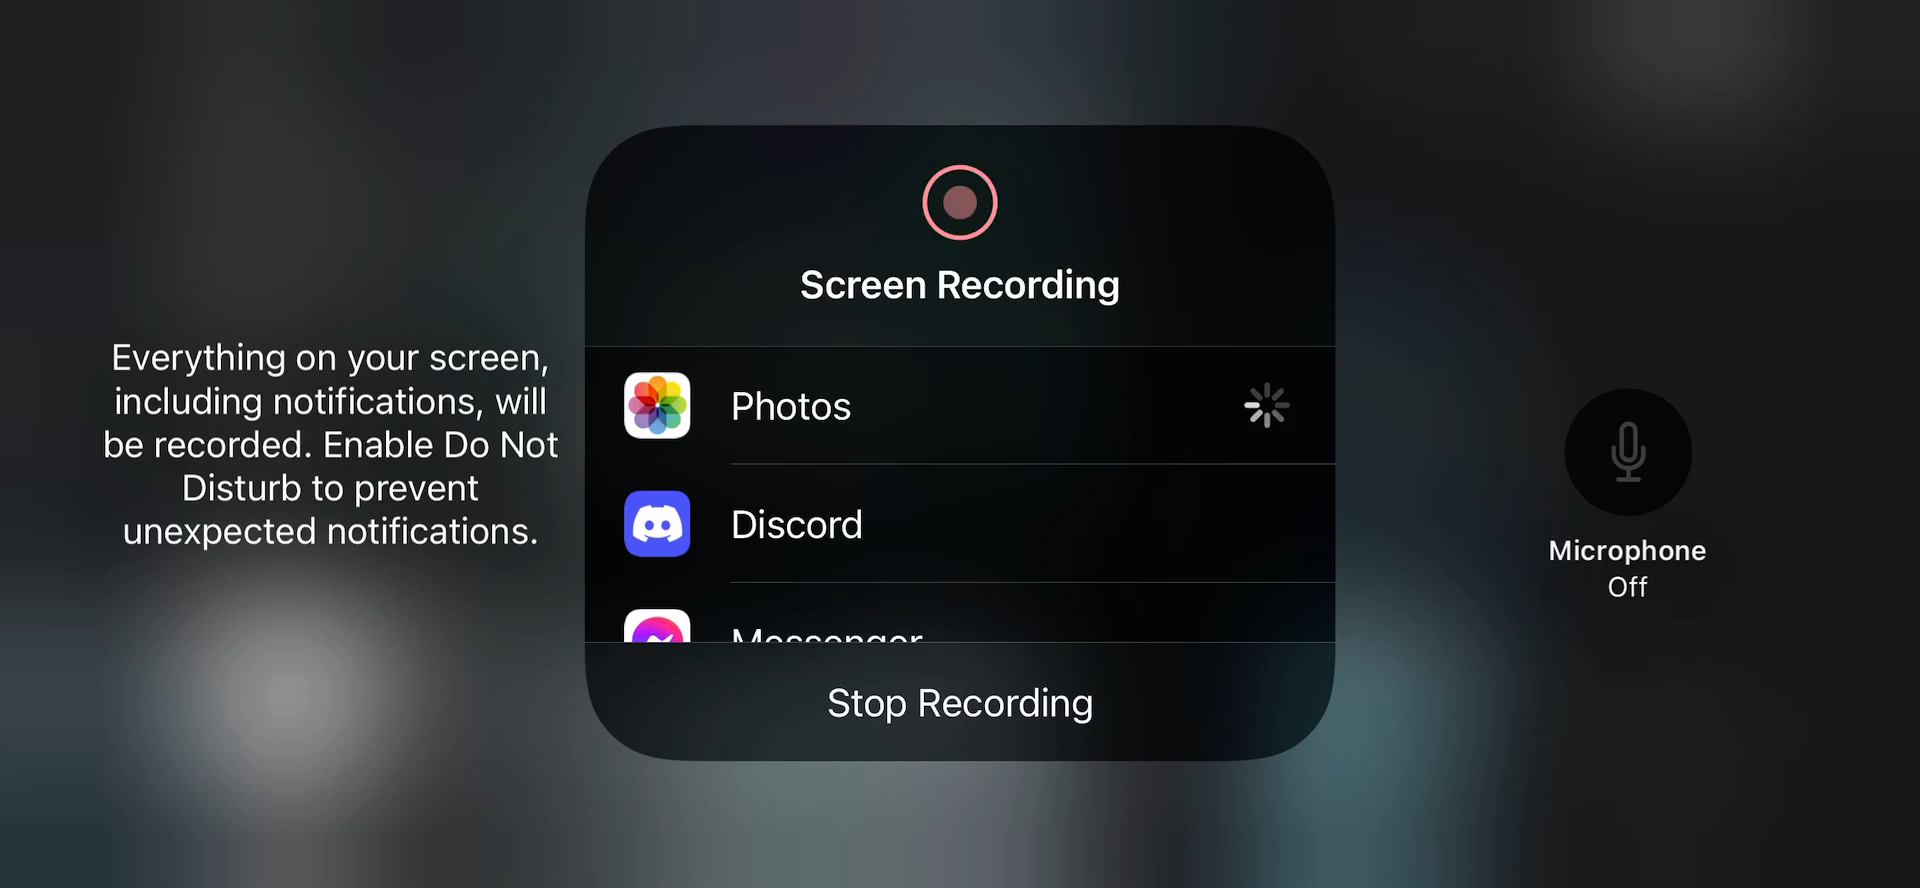 Screen Recording
Everything on your screen,
including notifications, will
be recorded. Enable Do Not
Disturb to prevent
unexpected notifications.
Photos
Discord
Messenger
Stop Recording
Microphone
Off